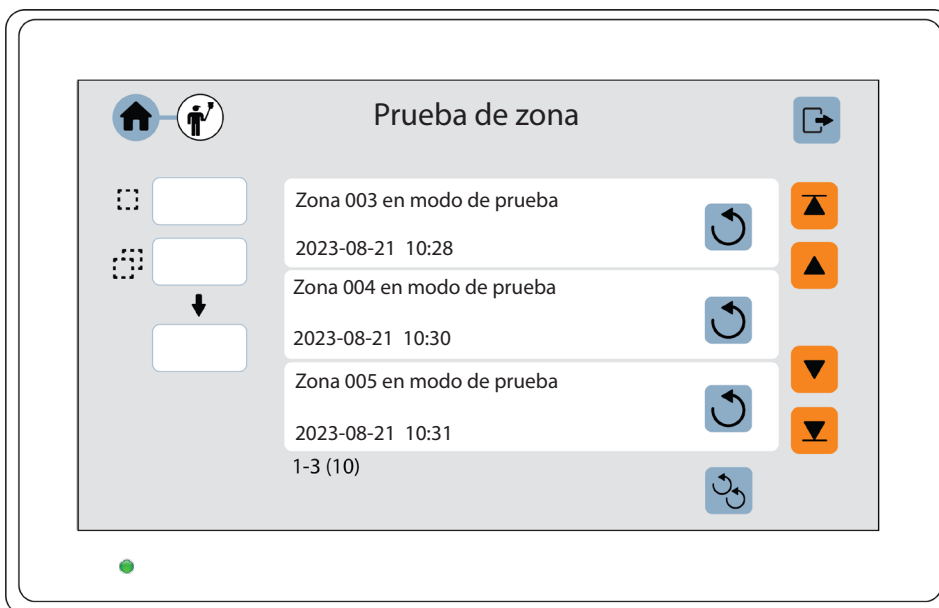 Prueba de zona
Zona 003 en modo de prueba
2023-08-21 10:28
Zona 004 en modo de prueba
2023-08-21 10:30
Zona 005 en modo de prueba
2023-08-21 10:31
1-3 (10)